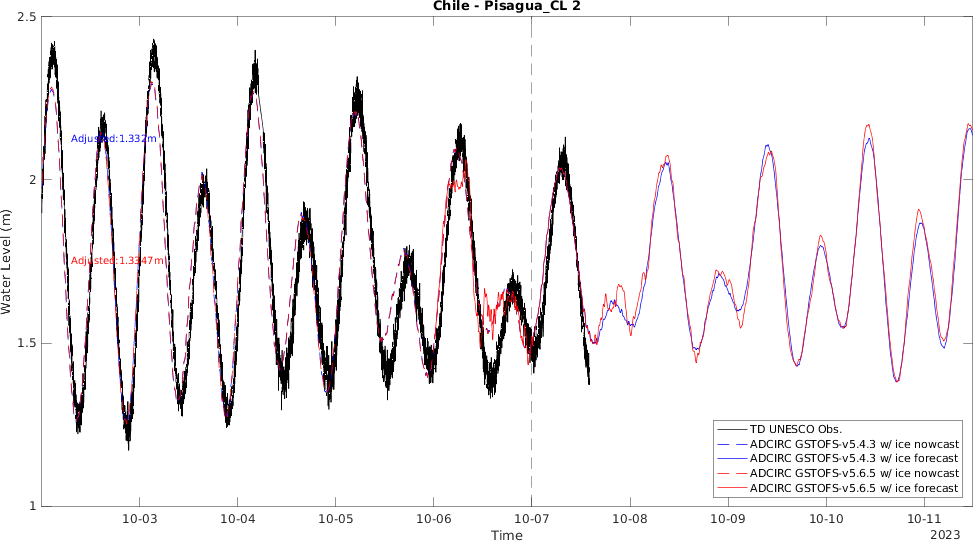 Chile - Pisagua_CL 2
Water Level (m)
2.5
2
1.5
1
Adjusted:1.332m
Adjusted:1.3347m
10-03
10-04
10-05
10-06
10-07
10-08
10-09
10-10
10-11
Time
2023
TD UNESCO Obs.
ADCIRC GSTOFS-v5.4.3 w/ ice nowcast
ADCIRC GSTOFS-v5.4.3 w/ ice forecast
ADCIRC GSTOFS-v5.6.5 w/ ice nowcast
ADCIRC GSTOFS-v5.6.5 w/ ice forecast